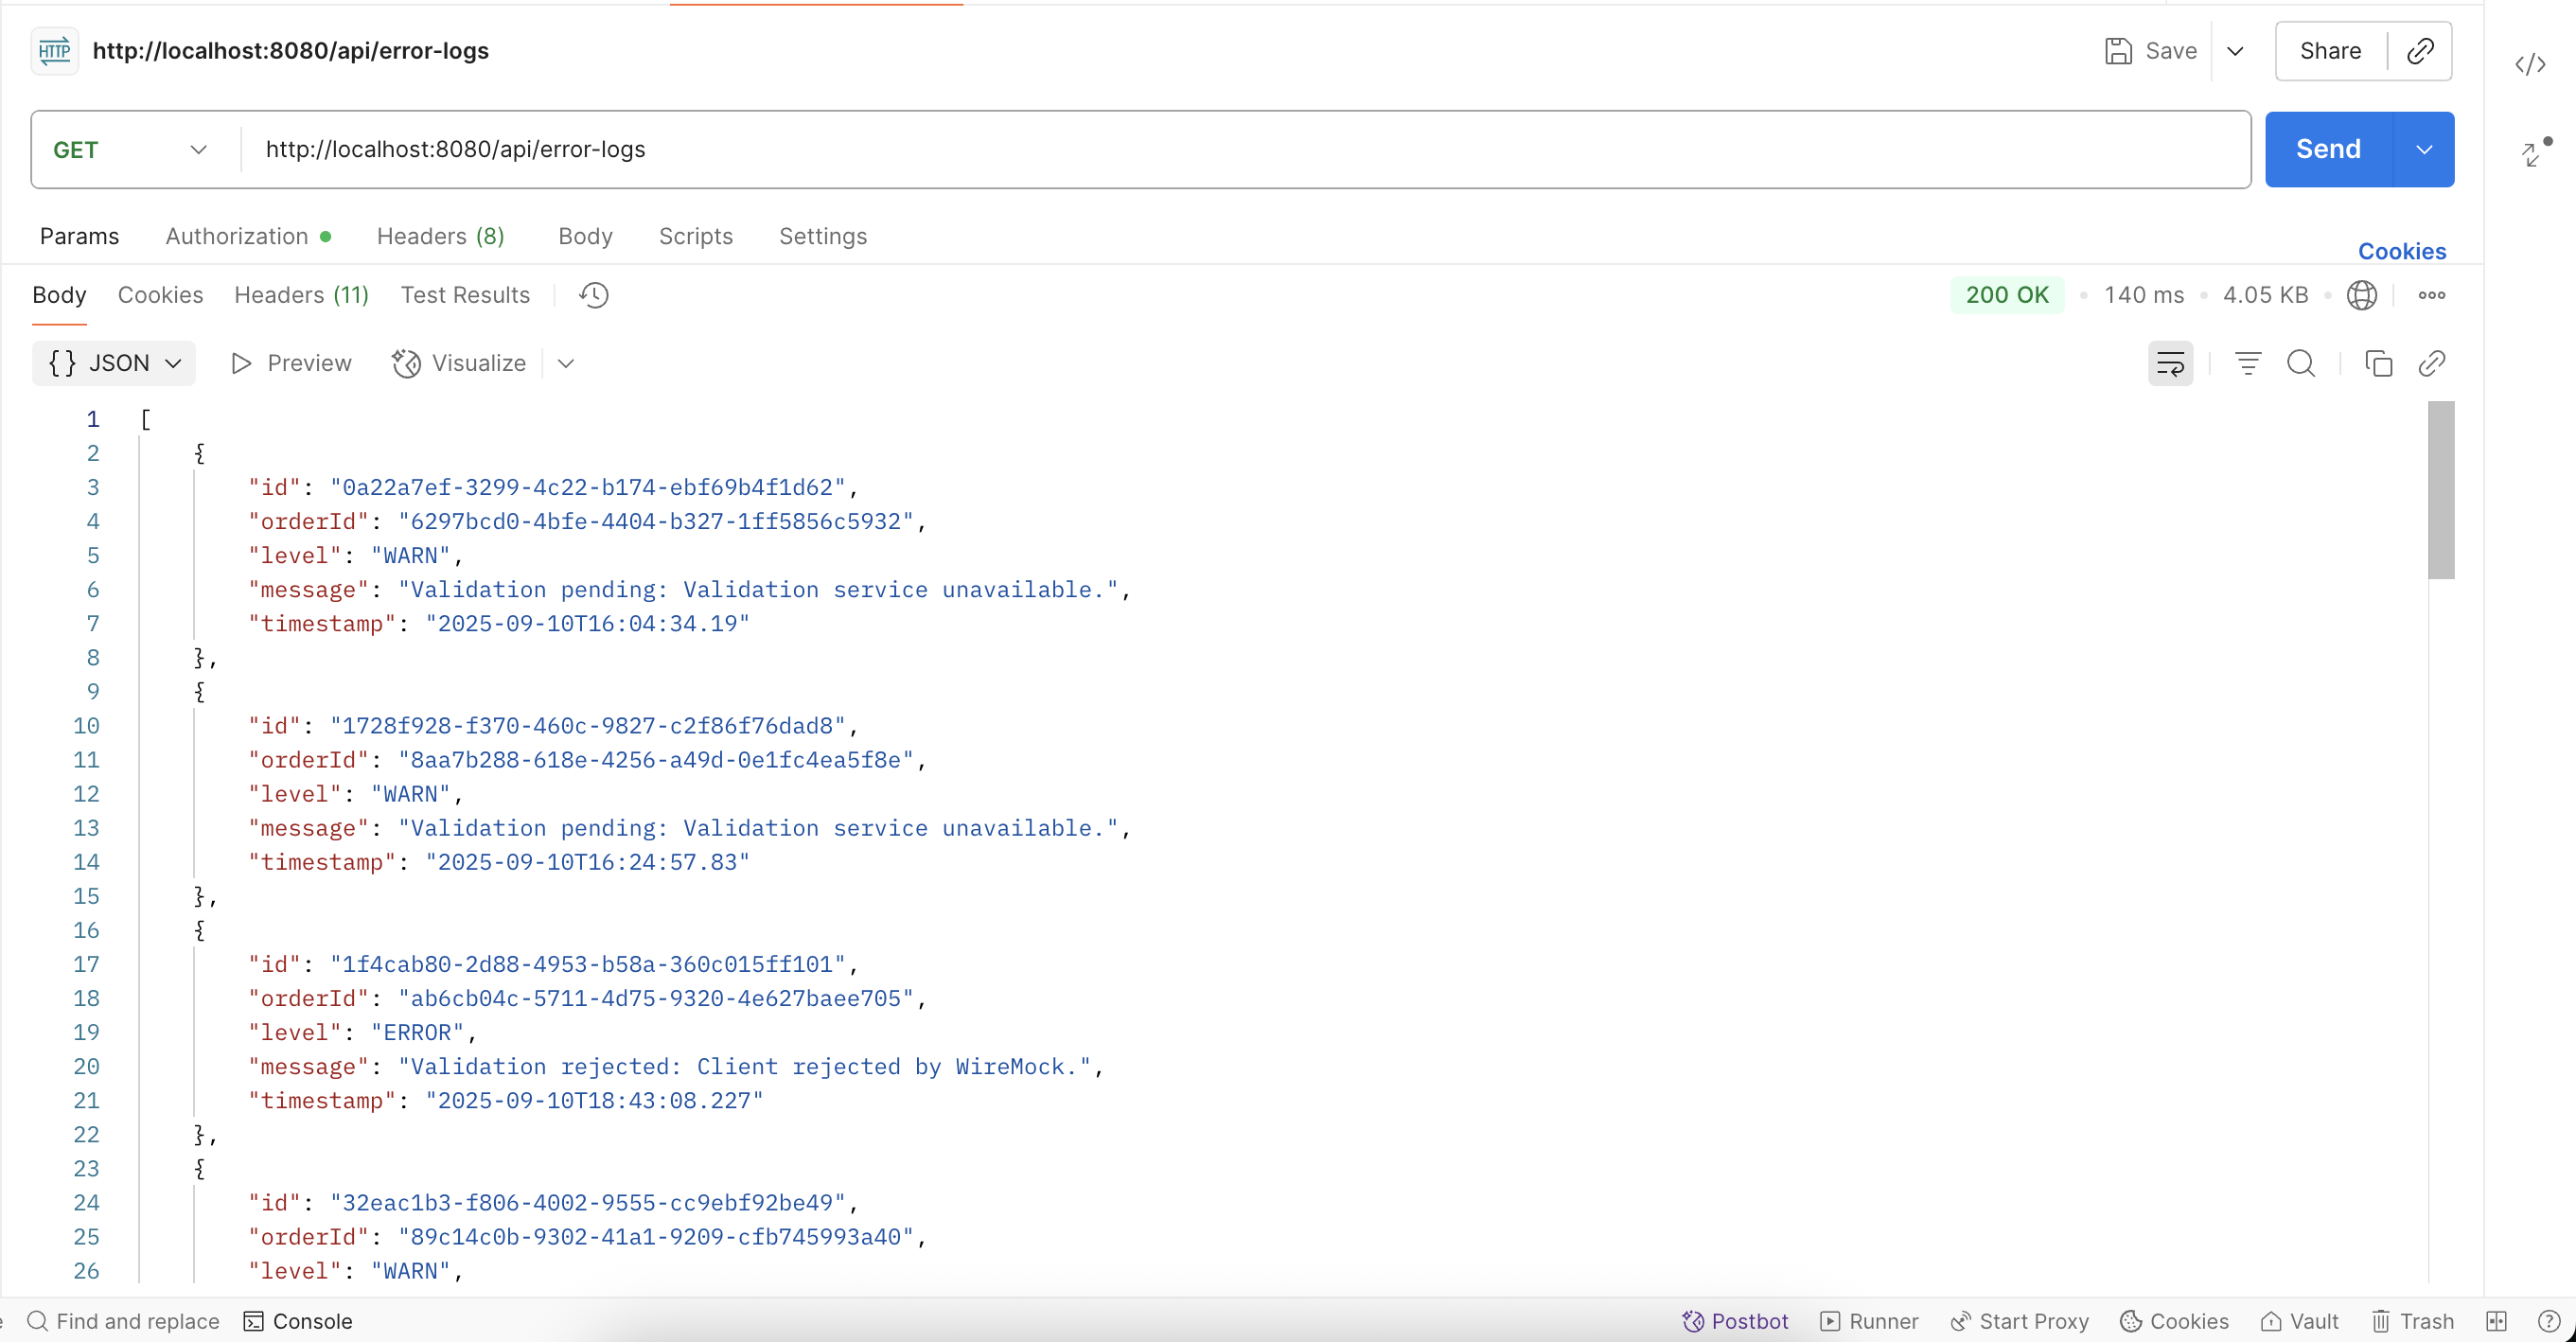 HTTP http://localhost:8080/api/error-logs Save Share
GET http://localhost:8080/api/error-logs Send
Params Authorization Headers (8) Body Scripts Settings Cookies
Body Cookies Headers (11) Test Results 200 OK 140 ms 4.05 KB
{} JSON Preview Visualize
1 [
2 {
3 "id": "0a22a7ef-3299-4c22-b174-ebf69b4f1d62",
4 "orderId": "6297bcd0-4bfe-4404-b327-1ff5856c5932",
5 "level": "WARN",
6 "message": "Validation pending: Validation service unavailable.",
7 "timestamp": "2025-09-10T16:04:34.19"
8 },
9 {
10 "id": "1728f928-f370-460c-9827-c2f86f76dad8",
11 "orderId": "8aa7b288-618e-4256-a49d-0e1fc4ea5f8e",
12 "level": "WARN",
13 "message": "Validation pending: Validation service unavailable.",
14 "timestamp": "2025-09-10T16:24:57.83"
15 },
16 {
17 "id": "1f4cab80-2d88-4953-b58a-360c015ff101",
18 "orderId": "ab6cb04c-5711-4d75-9320-4e627baee705",
19 "level": "ERROR",
20 "message": "Validation rejected: Client rejected by WireMock.",
21 "timestamp": "2025-09-10T18:43:08.227"
22 },
23 {
24 "id": "32eac1b3-f806-4002-9555-cc9ebf92be49",
25 "orderId": "89c14c0b-9302-41a1-9209-cfb745993a40",
26 "level": "WARN",
Find and replace Console Postbot Runner Start Proxy Cookies Vault Trash